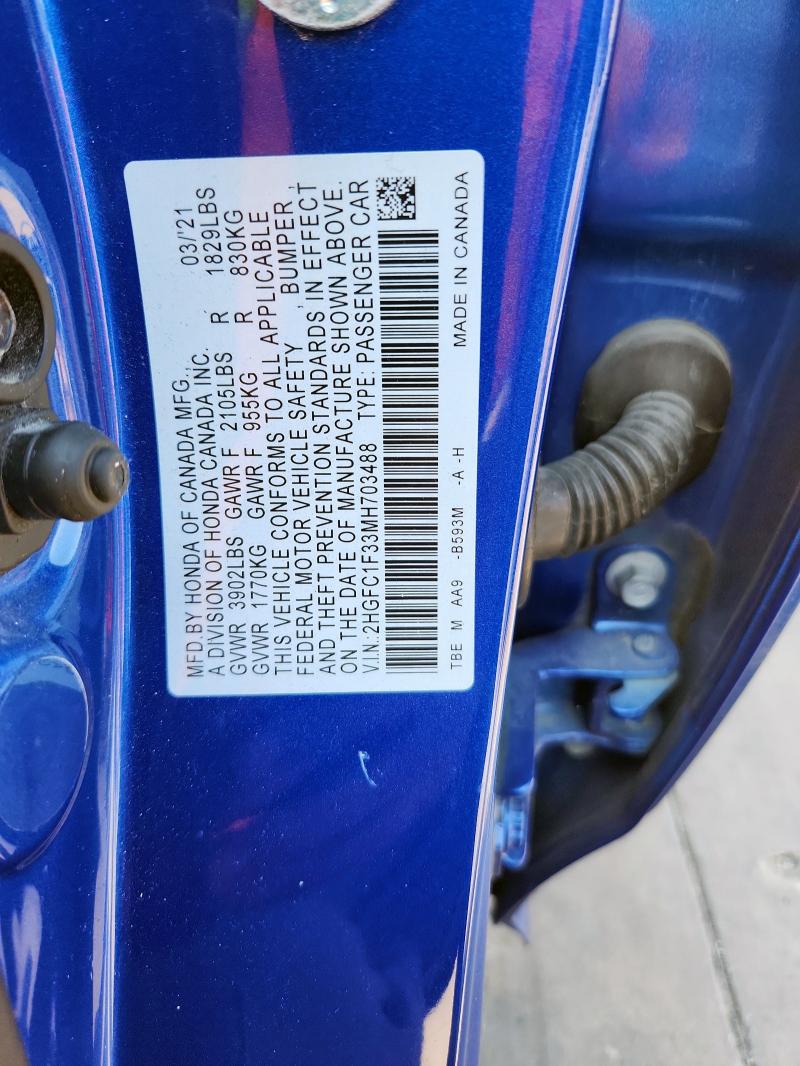 MFD.BY HONDA OF CANADA MFG., 03/'21
A DIVISION OF HONDA CANADA INC.
GVWR 3902LBS GAWR F 2105LBS R 1829LBS
GVWR 1770KG GAWR F 955KG R 830KG
THIS VEHICLE CONFORMS TO ALL APPLICABLE
FEDERAL MOTOR VEHICLE SAFETY , BUMPER ,
AND THEFT PREVENTION STANDARDS IN EFFECT
ON THE DATE OF MANUFACTURE SHOWN ABOVE.
V.I.N.:2HGFC1F33MH703488 TYPE: PASSENGER CAR
TBE M AA9 -B593M -A -H MADE IN CANADA